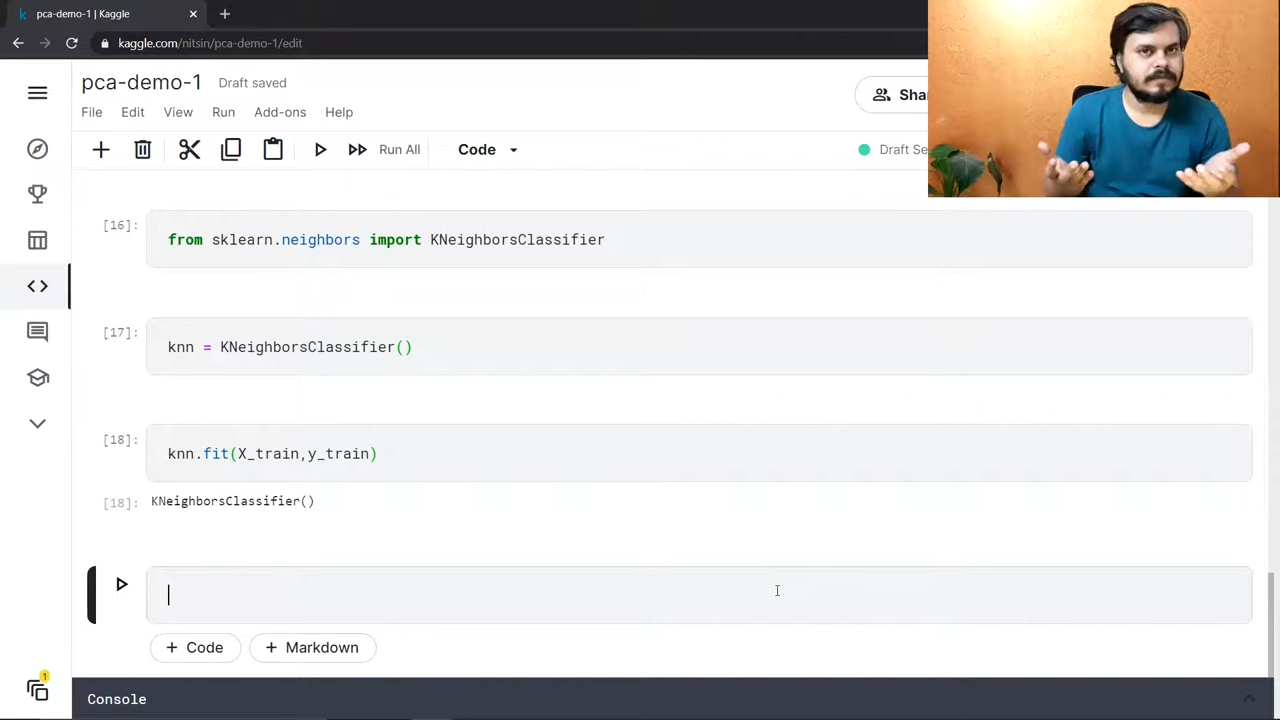 pca-demo-1 | Kaggle
kaggle.com/nitsin/pca-demo-1/edit
pca-demo-1 Draft saved
File Edit View Run Add-ons Help
Run All Code Draft
[16]: from sklearn.neighbors import KNeighborsClassifier
[17]: knn = KNeighborsClassifier()
[18]: knn.fit(X_train,y_train)
[18]: KNeighborsClassifier()
+ Code + Markdown
1
Console